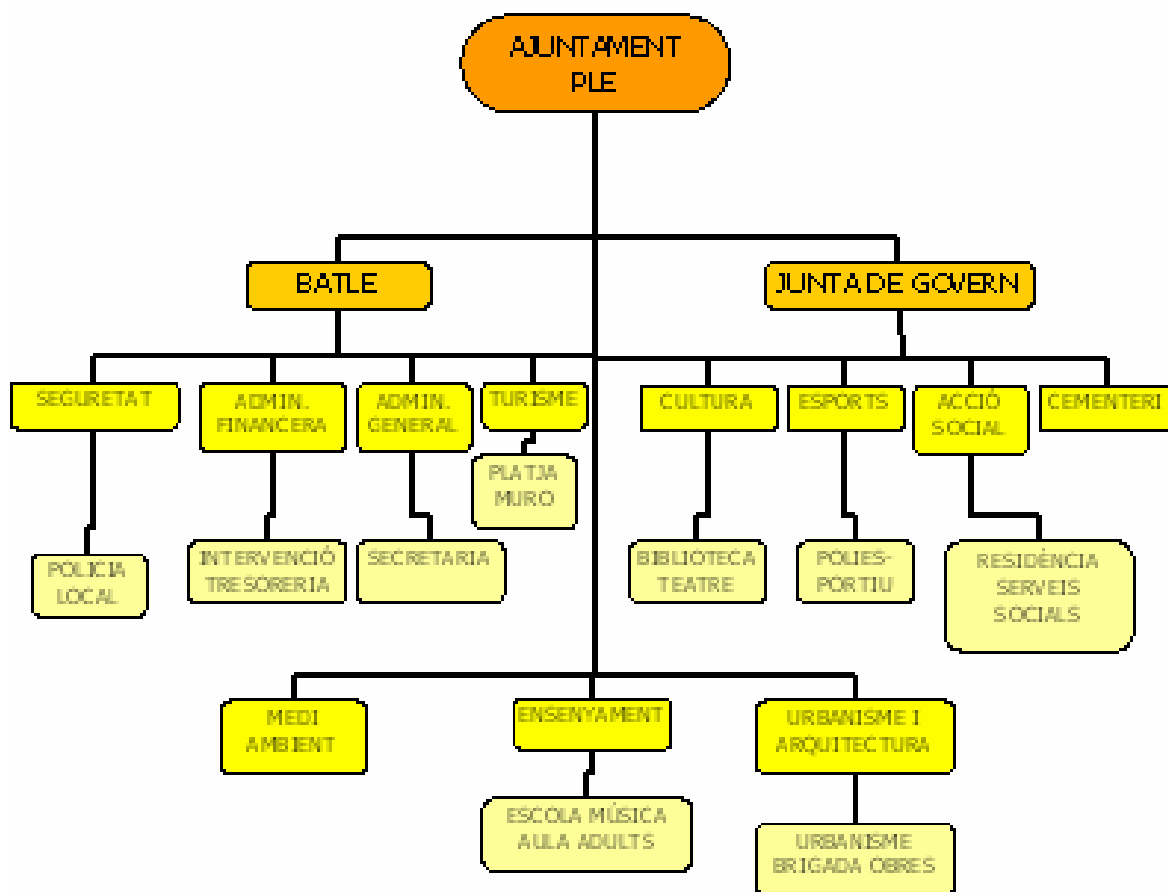 AJUNTAMENT
PLE
BATLE
JUNTA DE GOVERN
SEGURETAT
ADMIN.
FINANCERA
ADMIN.
GENERAL
TURISME
CULTURA
ESPORTS
ACCIÓ
SOCIAL
CEMENTERI
PLATJA
MURO
POLICIA
LOCAL
INTERVENCIÓ
TRESORERIA
SECRETARIA
BIBLIOTECA
TEATRE
POLIES-
PORTIU
RESIDÈNCIA
SERVEIS
SOCIALS
MEDI
AMBIENT
ENSENYAMENT
URBANISME I
ARQUITECTURA
ESCOLA MÚSICA
AULA ADULTS
URBANISME
BRIGADA OBRES